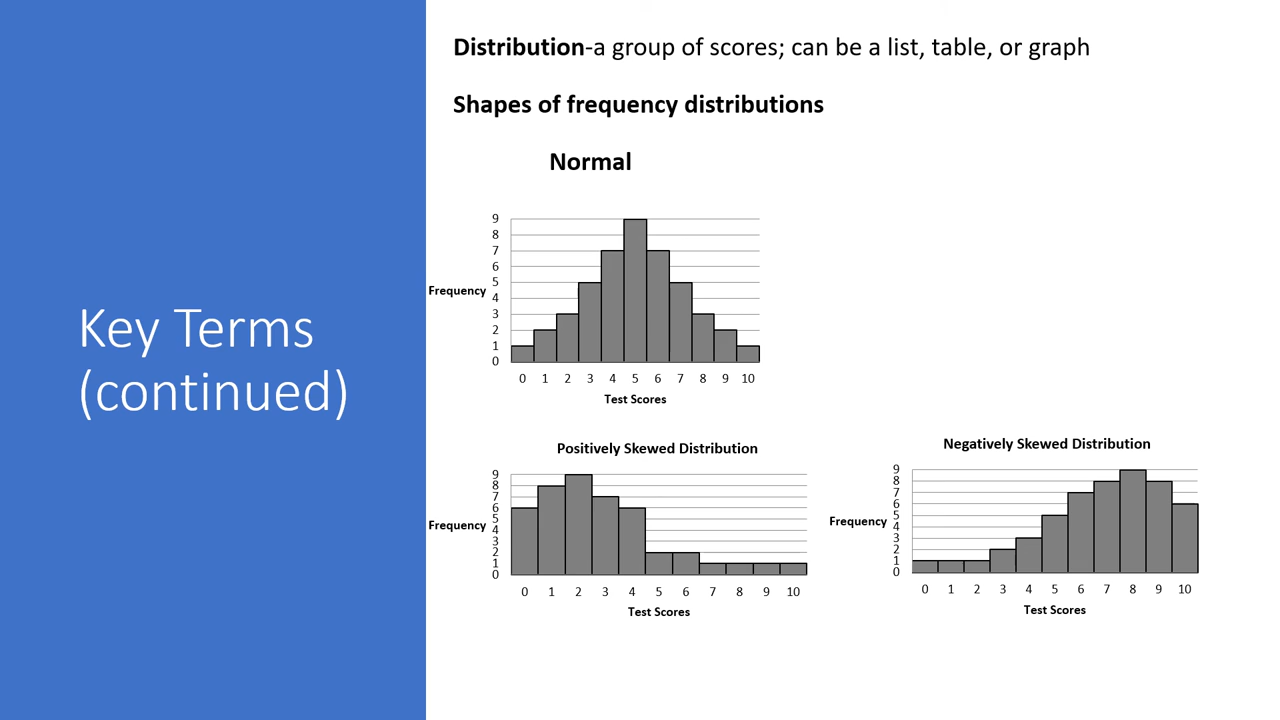 Key Terms
(continued)
Distribution-a group of scores; can be a list, table, or graph
Shapes of frequency distributions
Normal
9
8
7
6
5
4
3
2
1
0
Frequency
0 1 2 3 4 5 6 7 8 9 10
Test Scores
Positively Skewed Distribution
9
8
7
6
5
4
3
2
1
0
Frequency
0 1 2 3 4 5 6 7 8 9 10
Test Scores
Negatively Skewed Distribution
9
8
7
6
5
4
3
2
1
0
Frequency
0 1 2 3 4 5 6 7 8 9 10
Test Scores